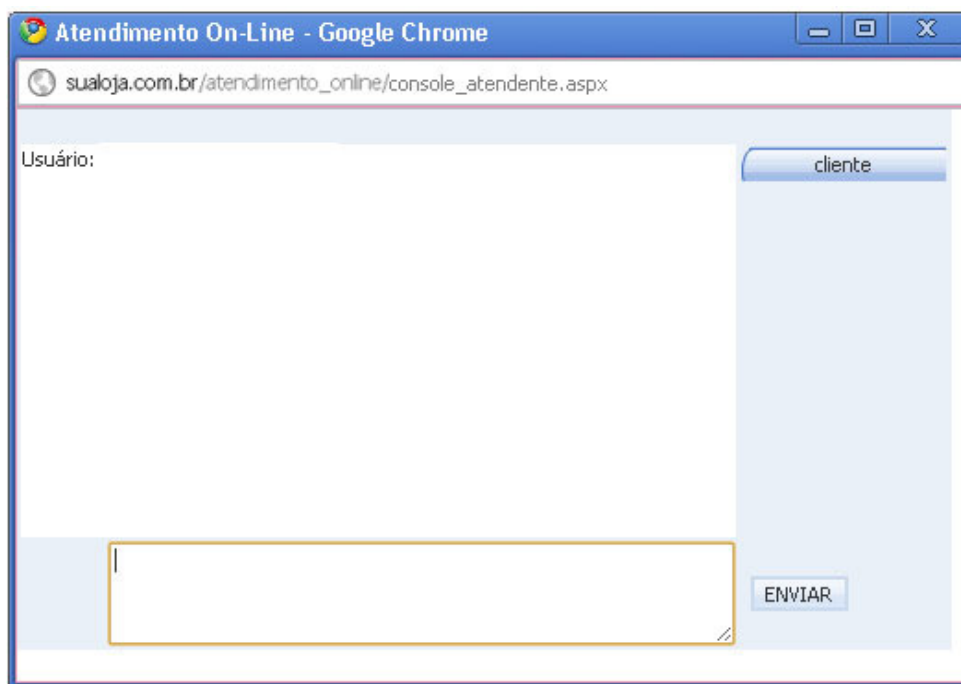 Atendimento On-Line - Google Chrome
sualoja.com.br/atendimento_online/console_atendente.aspx
Usuário:
cliente
ENVIAR